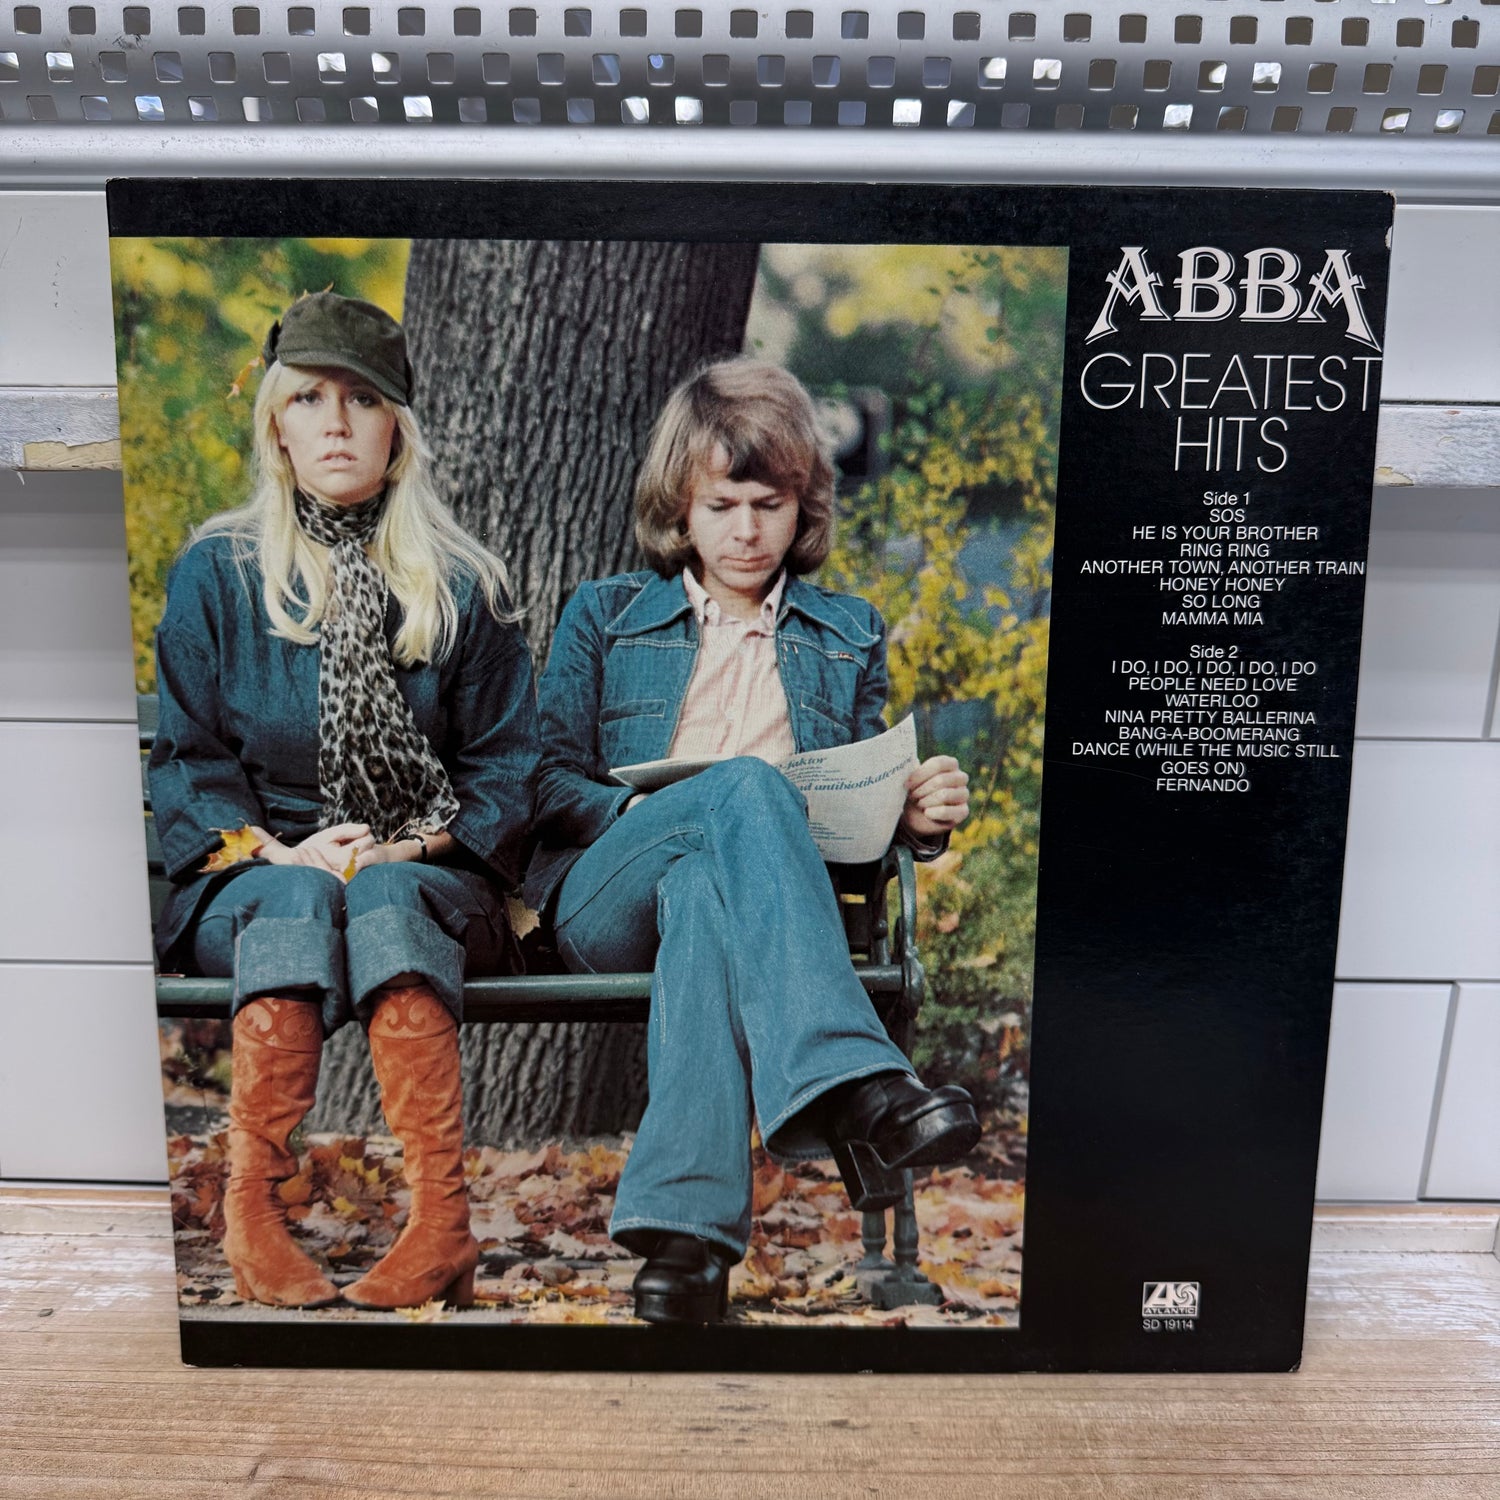 ABBA
GREATEST
HITS
Side 1
SOS
HE IS YOUR BROTHER
RING RING
ANOTHER TOWN, ANOTHER TRAIN
HONEY HONEY
SO LONG
MAMMA MIA
Side 2
I DO, I DO, I DO, I DO, I DO
PEOPLE NEED LOVE
WATERLOO
NINA PRETTY BALLERINA
BANG-A-BOOMERANG
DANCE (WHILE THE MUSIC STILL
GOES ON)
FERNANDO
ATLANTIC
SD 19114